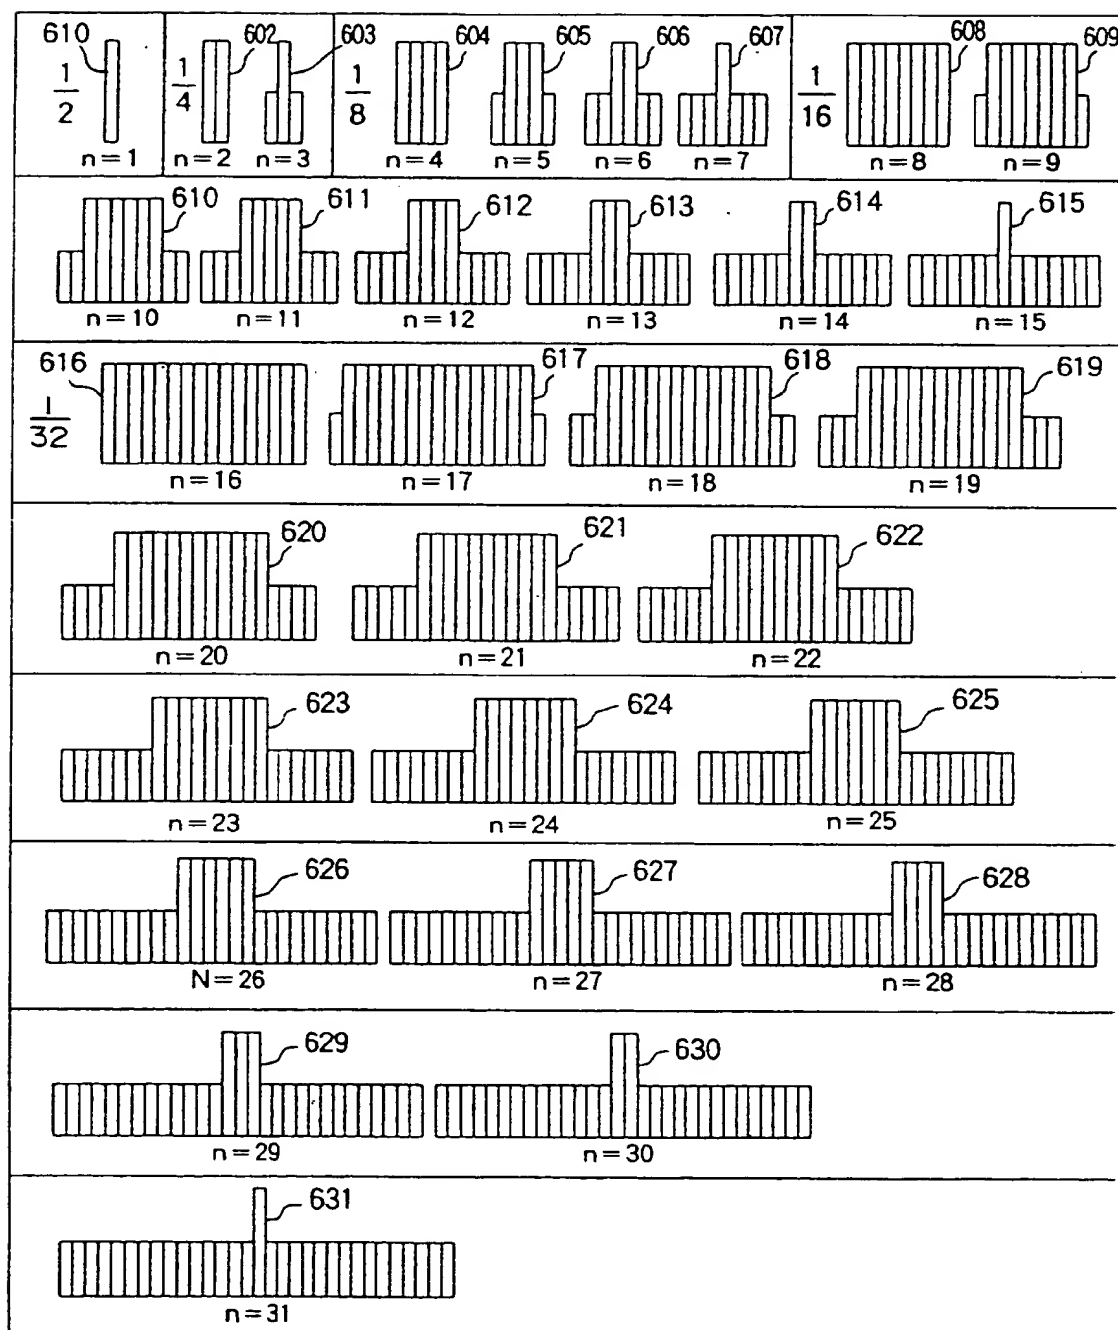 610 602 603 604 605 606 607 608 609
1/2 1/4 1/8 1/16
n=1 n=2 n=3 n=4 n=5 n=6 n=7 n=8 n=9
610 611 612 613 614 615
n=10 n=11 n=12 n=13 n=14 n=15
616 617 618 619
1/32
n=16 n=17 n=18 n=19
620 621 622
n=20 n=21 n=22
623 624 625
n=23 n=24 n=25
626 627 628
N=26 n=27 n=28
629 630
n=29 n=30
631
n=31